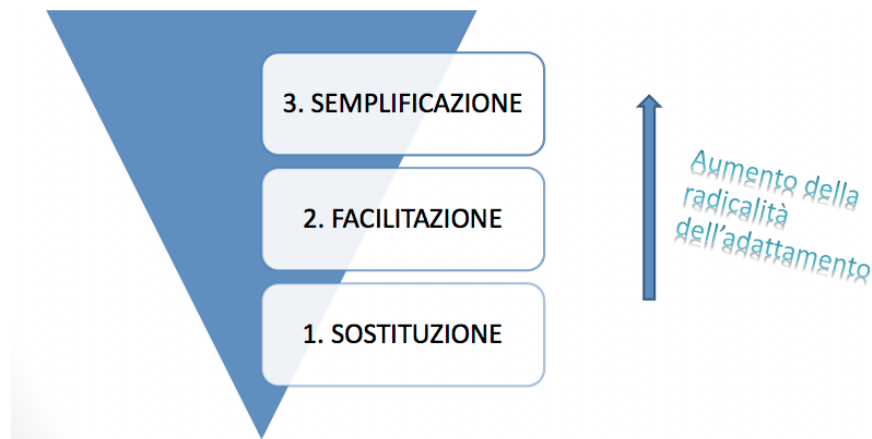 3. SEMPLIFICAZIONE
2. FACILITAZIONE
1. SOSTITUZIONE
Aumento della
radicalità
dell'adattamento